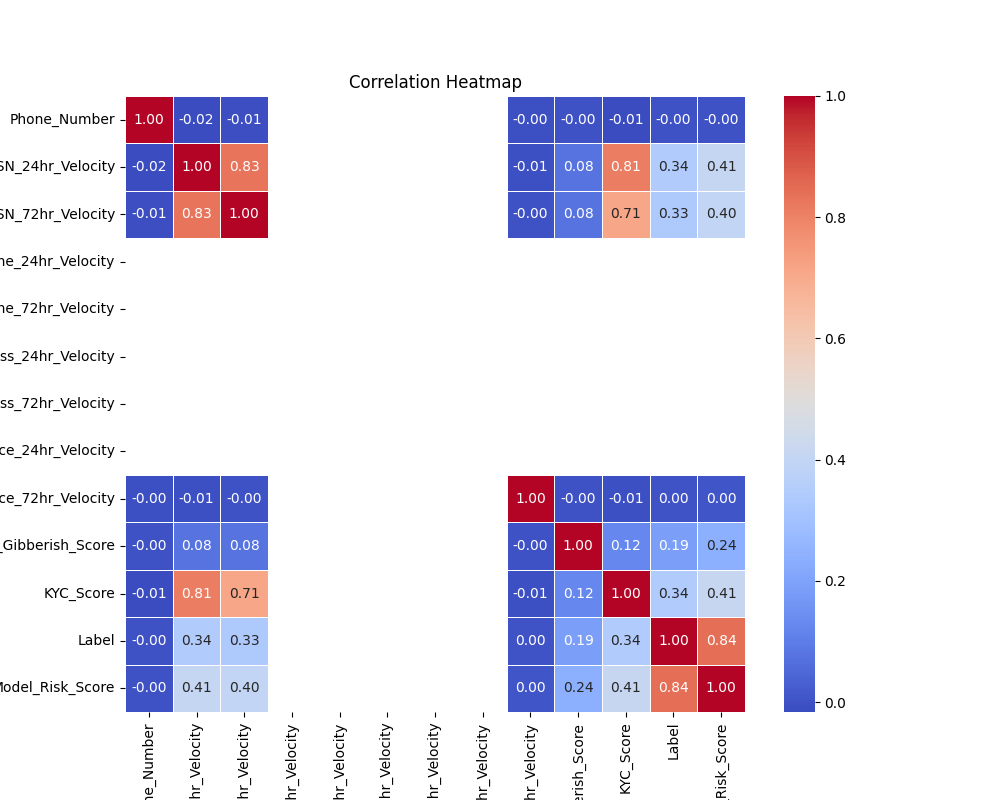 Correlation Heatmap
Phone_Number 1.00 -0.02 -0.01 -0.00 -0.00 -0.01 -0.00 -0.00
SN_24hr_Velocity -0.02 1.00 0.83 -0.01 0.08 0.81 0.34 0.41
SN_72hr_Velocity -0.01 0.83 1.00 -0.00 0.08 0.71 0.33 0.40
ne_24hr_Velocity
ne_72hr_Velocity
ss_24hr_Velocity
ss_72hr_Velocity
ce_24hr_Velocity
ce_72hr_Velocity -0.00 -0.01 -0.00 1.00 -0.00 -0.01 0.00 0.00
_Gibberish_Score -0.00 0.08 0.08 -0.00 1.00 0.12 0.19 0.24
KYC_Score -0.01 0.81 0.71 -0.01 0.12 1.00 0.34 0.41
Label -0.00 0.34 0.33 0.00 0.19 0.34 1.00 0.84
Model_Risk_Score -0.00 0.41 0.40 0.00 0.24 0.41 0.84 1.00
ne_Number
hr_Velocity
hr_Velocity
hr_Velocity
hr_Velocity
hr_Velocity
hr_Velocity
hr_Velocity
hr_Velocity
erish_Score
KYC_Score
Label
_Risk_Score
1.0
0.8
0.6
0.4
0.2
0.0